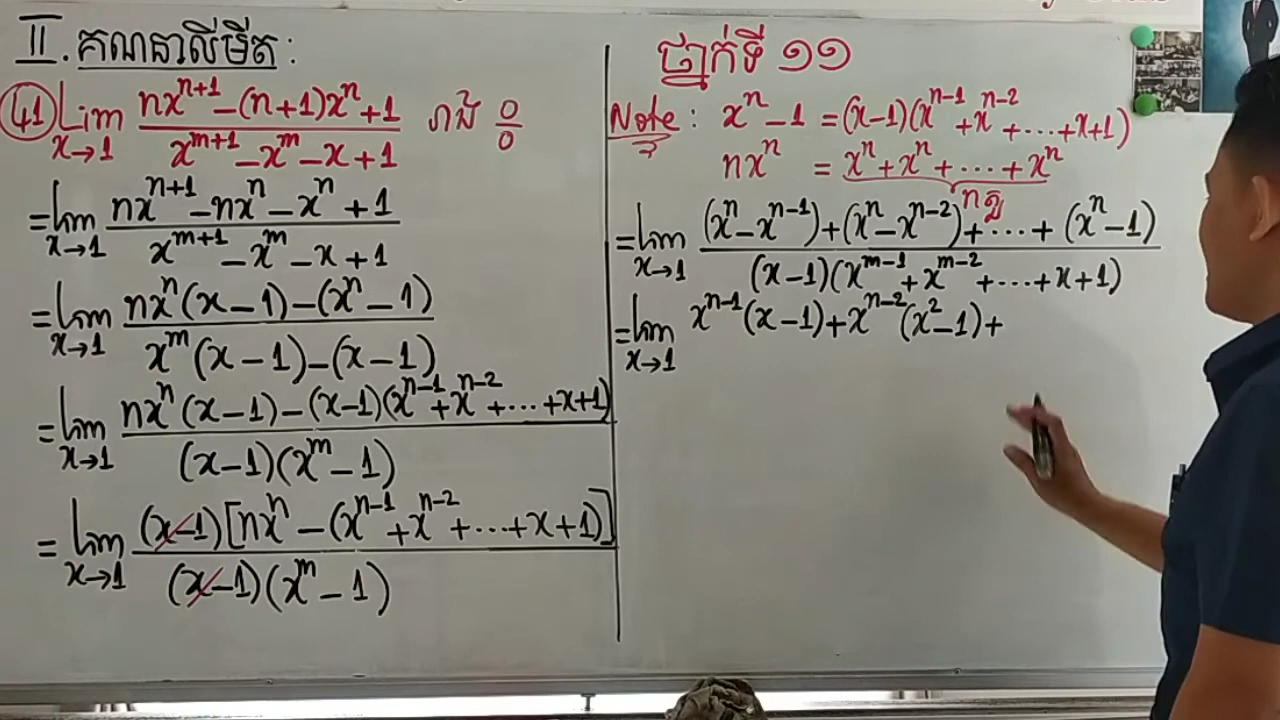 II. គណនាលីមីត :
41) Lim x→1 (nx^{n+1} – (n+1)x^n + 1) / (x^{m+1} – x^m – x + 1) រាង 0/0
= lim x→1 (nx^{n+1} – nx^n – x^n + 1) / (x^{m+1} – x^m – x + 1)
= lim x→1 (nx^n (x – 1) – (x^n – 1)) / (x^m (x – 1) – (x – 1))
= lim x→1 (nx^n (x – 1) – (x – 1)(x^{n-1} + x^{n-2} + ... + x + 1)) / ((x – 1)(x^m – 1))
= lim x→1 ((x – 1)[nx^n – (x^{n-1} + x^{n-2} + ... + x + 1)]) / ((x – 1)(x^m – 1))
ថ្នាក់ទី ១១
Note : x^n – 1 = (x – 1)(x^{n-1} + x^{n-2} + ... + x + 1)
nx^n = x^n + x^n + ... + x^n
n ដង
= lim x→1 ((x^n – x^{n-1}) + (x^n – x^{n-2}) + ... + (x^n – 1)) / ((x – 1)(x^{m-1} + x^{m-2} + ... + x + 1))
= lim x→1 x^{n-1}(x – 1) + x^{n-2}(x^2 – 1) +